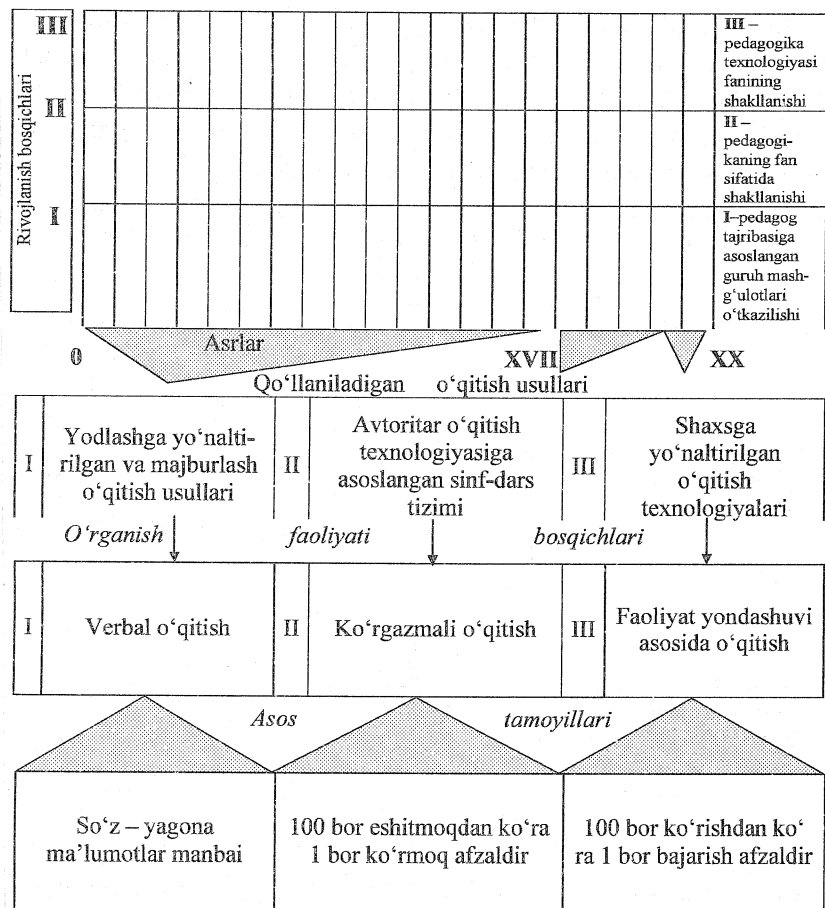 Rivojlanish bosqichlari
III
II
I
III –
pedagogika
texnologiyasi
fanining
shakllanishi
II –
pedagogi-
kaning fan
sifatida
shakllanishi
I–pedagog
tajribasiga
asoslangan
guruh mash-
g‘ulotlari
o‘tkazilishi
0
Asrlar
XVII
XX
Qo‘llaniladigan o‘qitish usullari
I
Yodlashga yo‘nalti-
rilgan va majburlash
o‘qitish usullari
II
Avtoritar o‘qitish
texnologiyasiga
asoslangan sinf-dars
tizimi
III
Shaxsga
yo‘naltirilgan
o‘qitish
texnologiyalari
O‘rganish faoliyati bosqichlari
I
Verbal o‘qitish
II
Ko‘rgazmali o‘qitish
III
Faoliyat yondashuvi
asosida o‘qitish
Asos tamoyillari
So‘z – yagona
ma’lumotlar manbai
100 bor eshitmoqdan ko‘ra
1 bor ko‘rmoq afzaldir
100 bor ko‘rishdan ko‘
ra 1 bor bajarish afzaldir